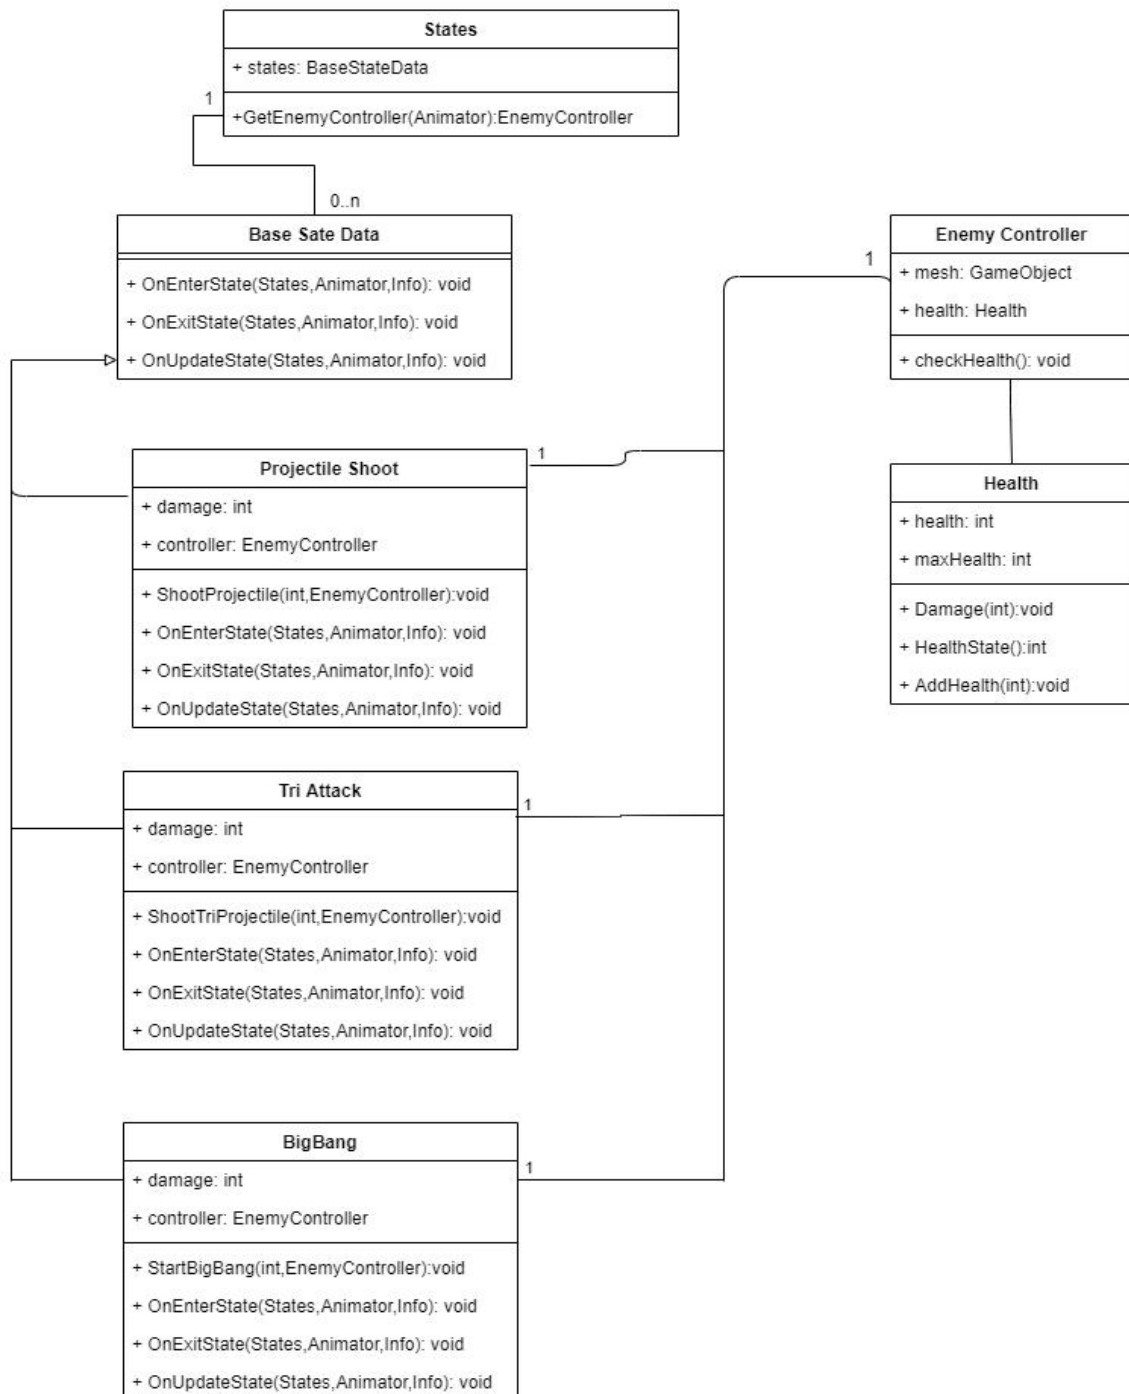 States
+ states: BaseStateData
1
+GetEnemyController(Animator):EnemyController
0..n
Base Sate Data
+ OnEnterState(States,Animator,Info): void
+ OnExitState(States,Animator,Info): void
+ OnUpdateState(States,Animator,Info): void
1
Enemy Controller
+ mesh: GameObject
+ health: Health
+ checkHealth(): void
Projectile Shoot
1
+ damage: int
+ controller: EnemyController
+ ShootProjectile(int,EnemyController):void
+ OnEnterState(States,Animator,Info): void
+ OnExitState(States,Animator,Info): void
+ OnUpdateState(States,Animator,Info): void
Health
+ health: int
+ maxHealth: int
+ Damage(int):void
+ HealthState():int
+ AddHealth(int):void
Tri Attack
1
+ damage: int
+ controller: EnemyController
+ ShootTriProjectile(int,EnemyController):void
+ OnEnterState(States,Animator,Info): void
+ OnExitState(States,Animator,Info): void
+ OnUpdateState(States,Animator,Info): void
BigBang
1
+ damage: int
+ controller: EnemyController
+ StartBigBang(int,EnemyController):void
+ OnEnterState(States,Animator,Info): void
+ OnExitState(States,Animator,Info): void
+ OnUpdateState(States,Animator,Info): void